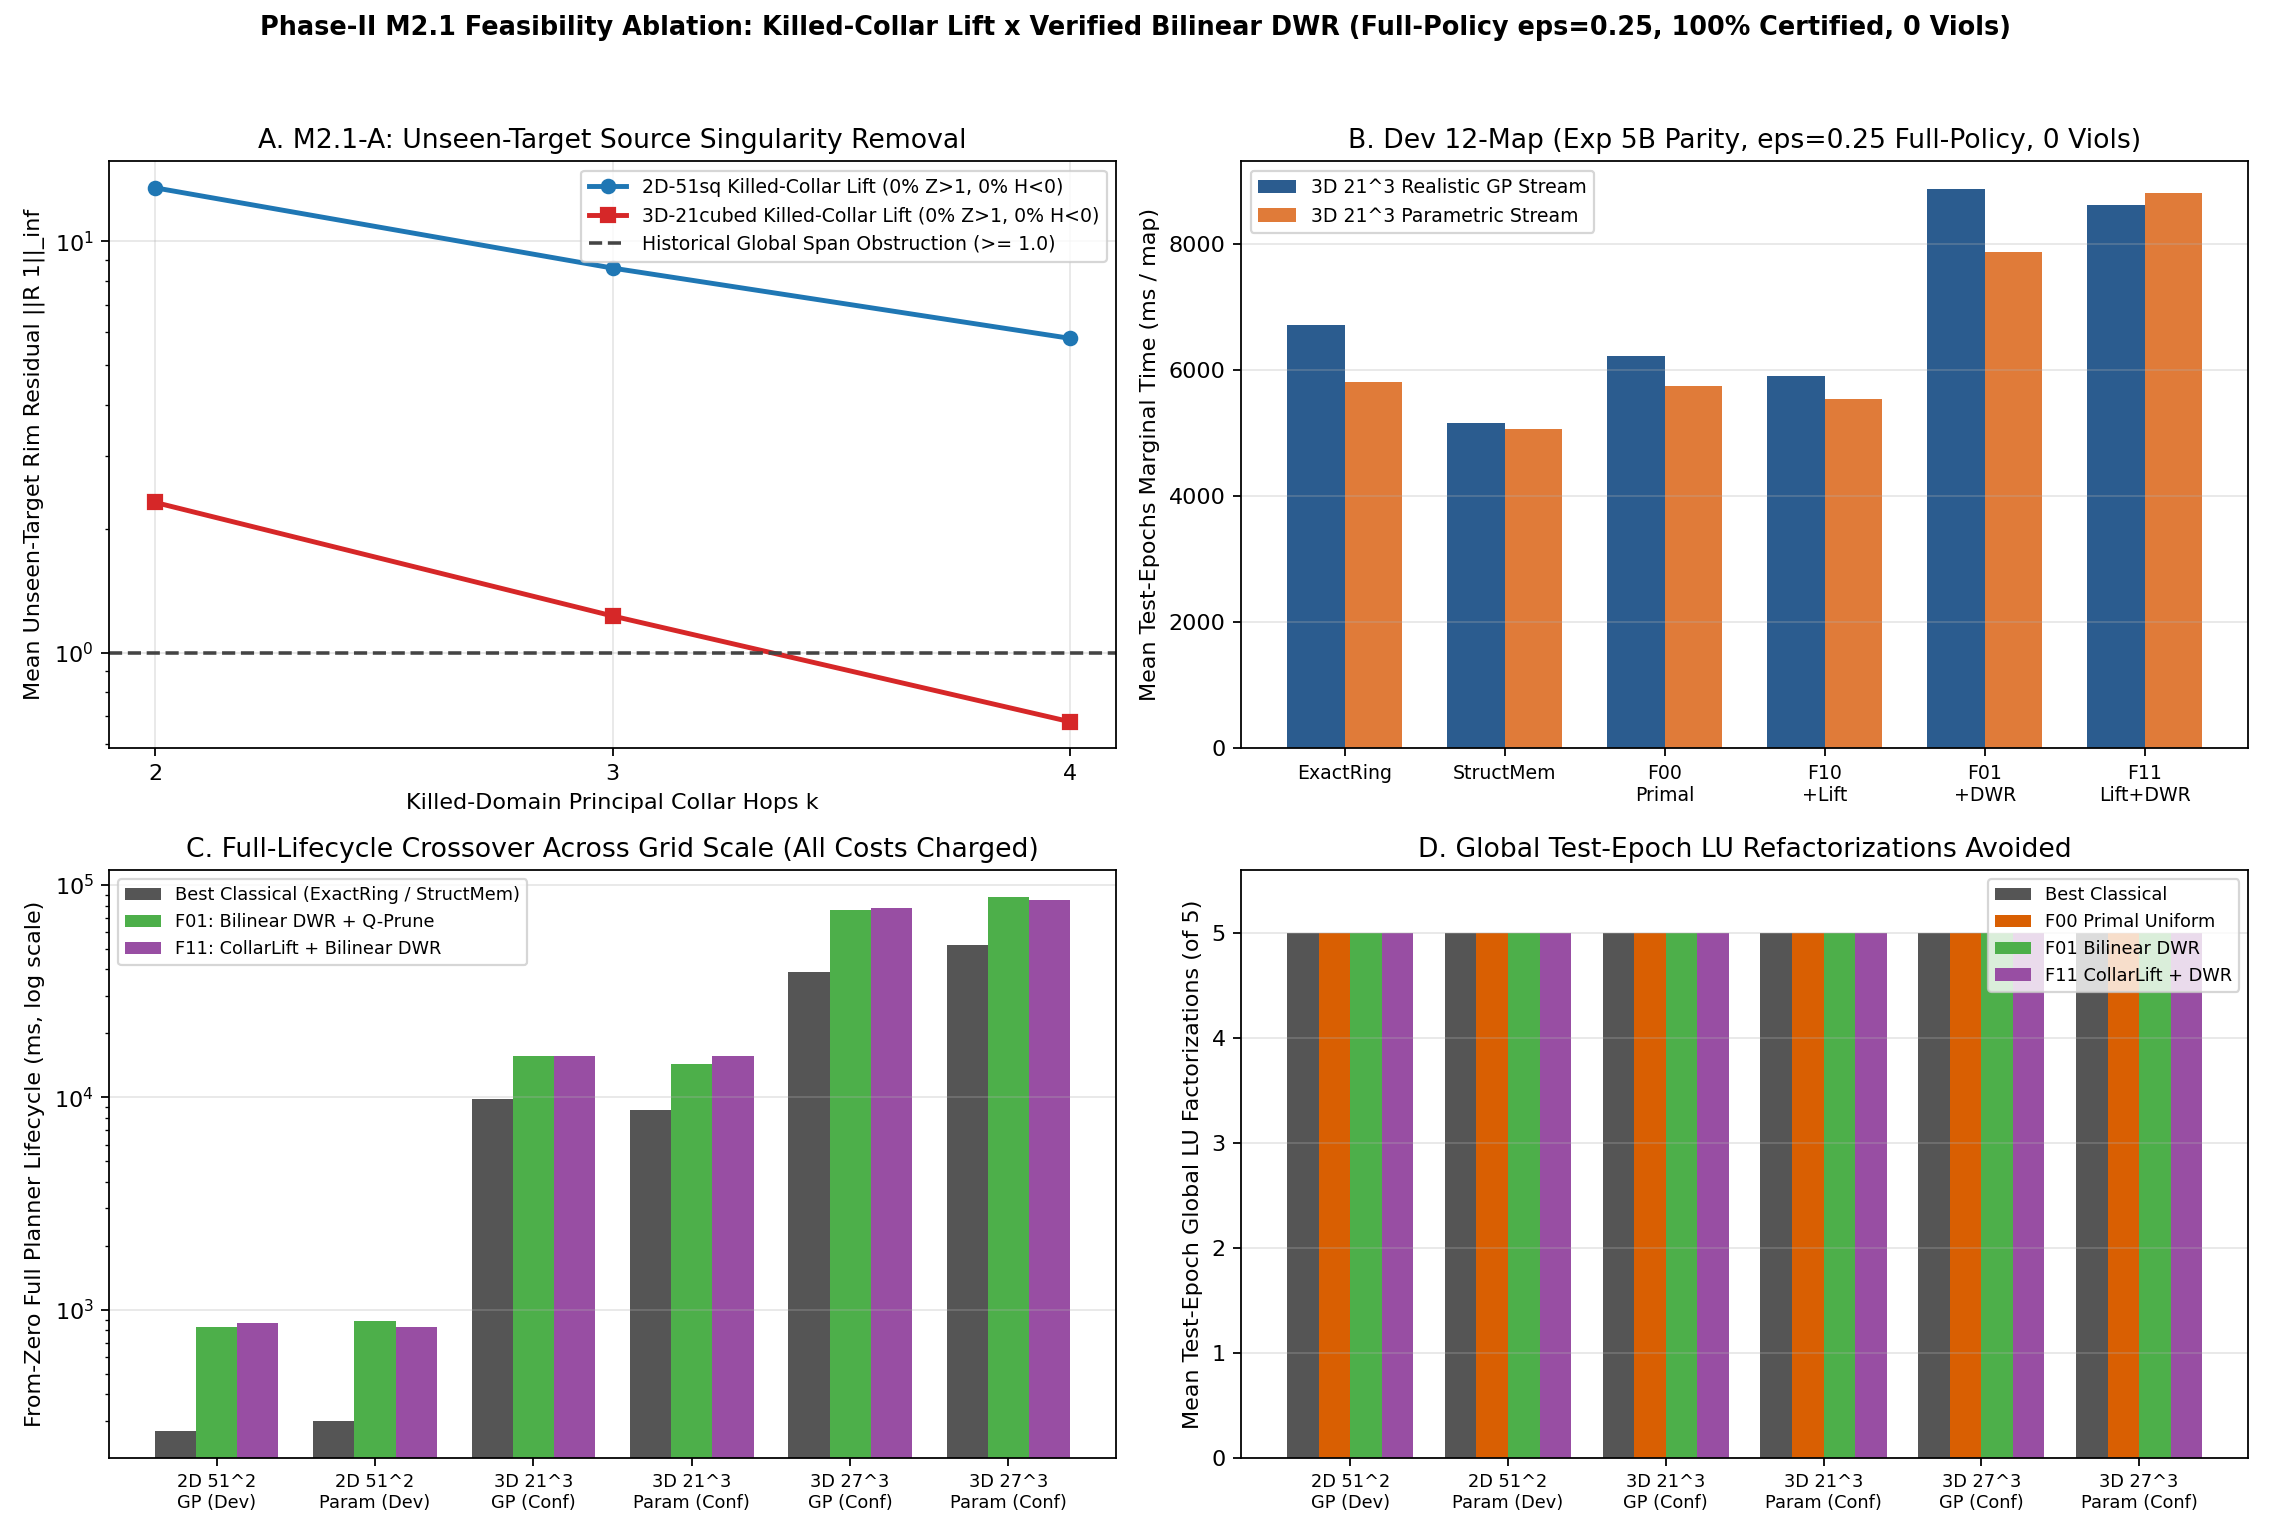 Phase-II M2.1 Feasibility Ablation: Killed-Collar Lift x Verified Bilinear DWR (Full-Policy eps=0.25, 100% Certified, 0 Viols)
A. M2.1-A: Unseen-Target Source Singularity Removal
Mean Unseen-Target Rim Residual ||R 1||_inf
10^1
10^0
2D-51sq Killed-Collar Lift (0% Z>1, 0% H<0)
3D-21cubed Killed-Collar Lift (0% Z>1, 0% H<0)
Historical Global Span Obstruction (>= 1.0)
2
3
4
Killed-Domain Principal Collar Hops k
B. Dev 12-Map (Exp 5B Parity, eps=0.25 Full-Policy, 0 Viols)
Mean Test-Epochs Marginal Time (ms / map)
8000
6000
4000
2000
0
3D 21^3 Realistic GP Stream
3D 21^3 Parametric Stream
ExactRing
StructMem
F00
Primal
F10
+Lift
F01
+DWR
F11
Lift+DWR
C. Full-Lifecycle Crossover Across Grid Scale (All Costs Charged)
From-Zero Full Planner Lifecycle (ms, log scale)
10^5
10^4
10^3
Best Classical (ExactRing / StructMem)
F01: Bilinear DWR + Q-Prune
F11: CollarLift + Bilinear DWR
2D 51^2
GP (Dev)
2D 51^2
Param (Dev)
3D 21^3
GP (Conf)
3D 21^3
Param (Conf)
3D 27^3
GP (Conf)
3D 27^3
Param (Conf)
D. Global Test-Epoch LU Refactorizations Avoided
Mean Test-Epoch Global LU Factorizations (of 5)
5
4
3
2
1
0
Best Classical
F00 Primal Uniform
F01 Bilinear DWR
F11 CollarLift + DWR
2D 51^2
GP (Dev)
2D 51^2
Param (Dev)
3D 21^3
GP (Conf)
3D 21^3
Param (Conf)
3D 27^3
GP (Conf)
3D 27^3
Param (Conf)